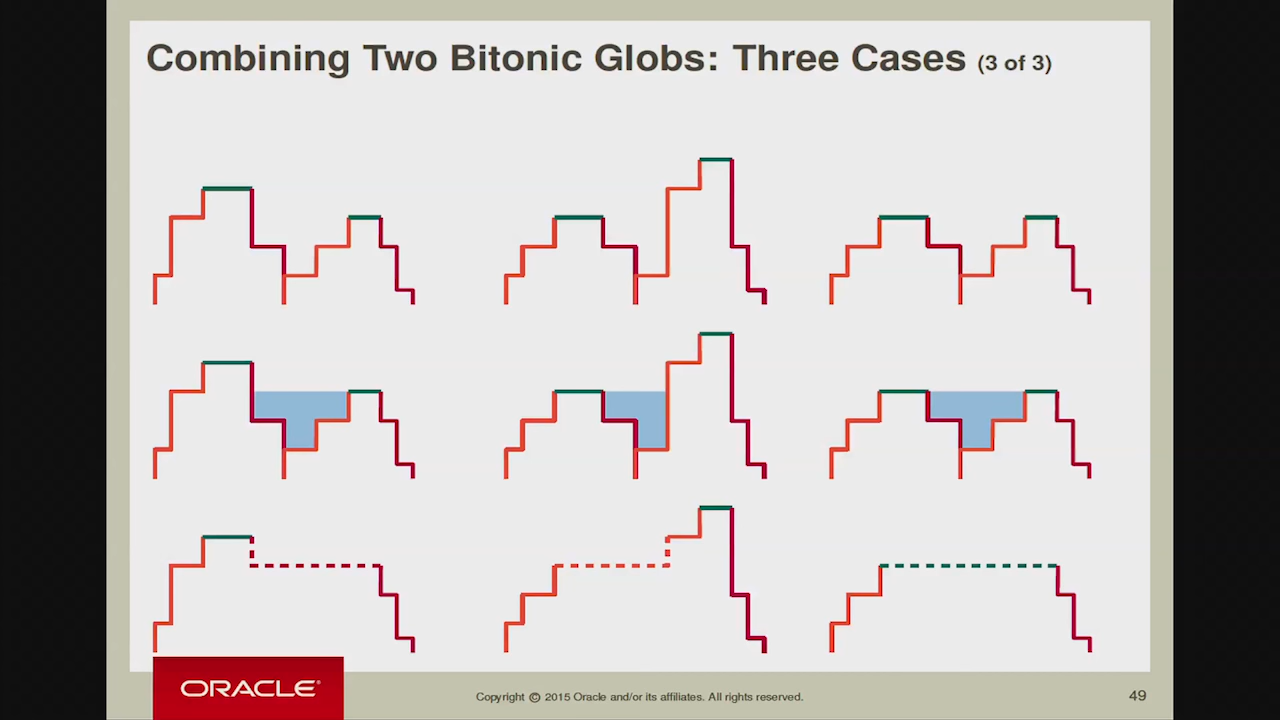 Combining Two Bitonic Globs: Three Cases (3 of 3)
ORACLE®
Copyright © 2015 Oracle and/or its affiliates. All rights reserved.
49